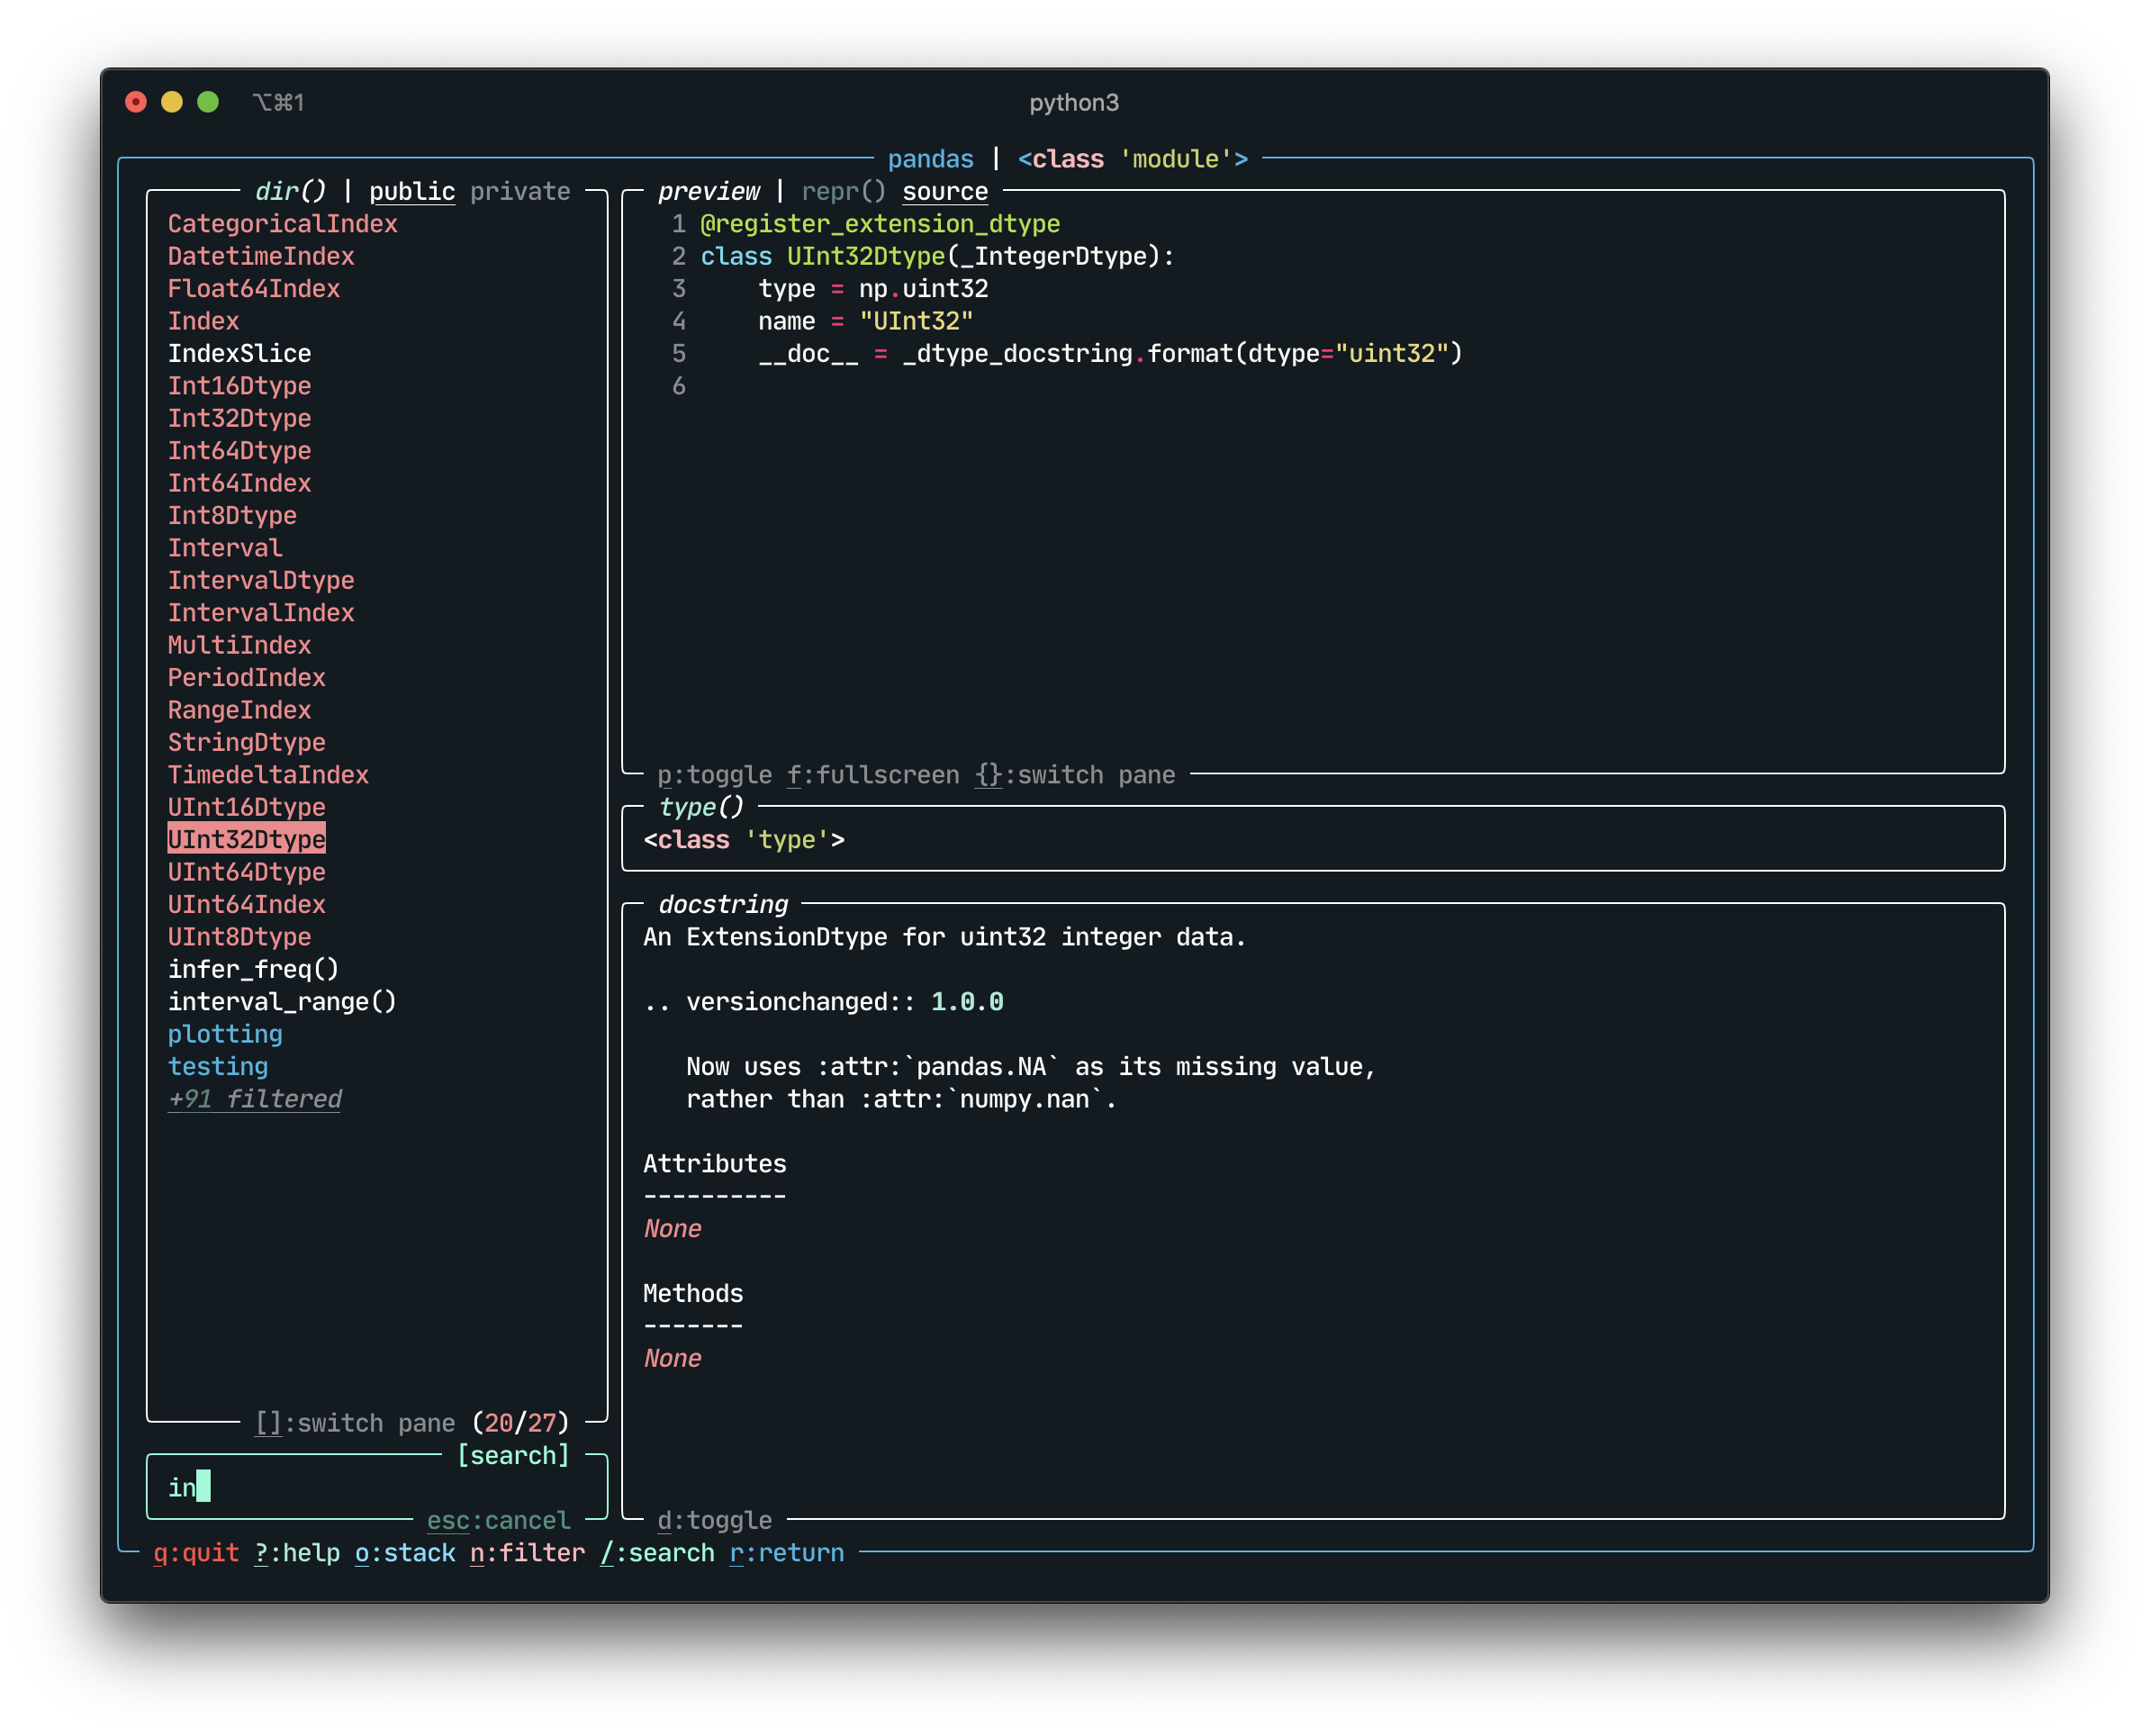 ⌥⌘1 python3
pandas | <class 'module'>
dir() | public private
CategoricalIndex
DatetimeIndex
Float64Index
Index
IndexSlice
Int16Dtype
Int32Dtype
Int64Dtype
Int64Index
Int8Dtype
Interval
IntervalDtype
IntervalIndex
MultiIndex
PeriodIndex
RangeIndex
StringDtype
TimedeltaIndex
UInt16Dtype
UInt32Dtype
UInt64Dtype
UInt64Index
UInt8Dtype
infer_freq()
interval_range()
plotting
testing
+91 filtered
[]:switch pane (20/27)
[search]
in
esc:cancel
preview | repr() source
1 @register_extension_dtype
2 class UInt32Dtype(_IntegerDtype):
3     type = np.uint32
4     name = "UInt32"
5     __doc__ = _dtype_docstring.format(dtype="uint32")
6
p:toggle f:fullscreen {}:switch pane
type()
<class 'type'>
docstring
An ExtensionDtype for uint32 integer data.
.. versionchanged:: 1.0.0
   Now uses :attr:`pandas.NA` as its missing value,
   rather than :attr:`numpy.nan`.
Attributes
----------
None
Methods
-------
None
d:toggle
q:quit ?:help o:stack n:filter /:search r:return